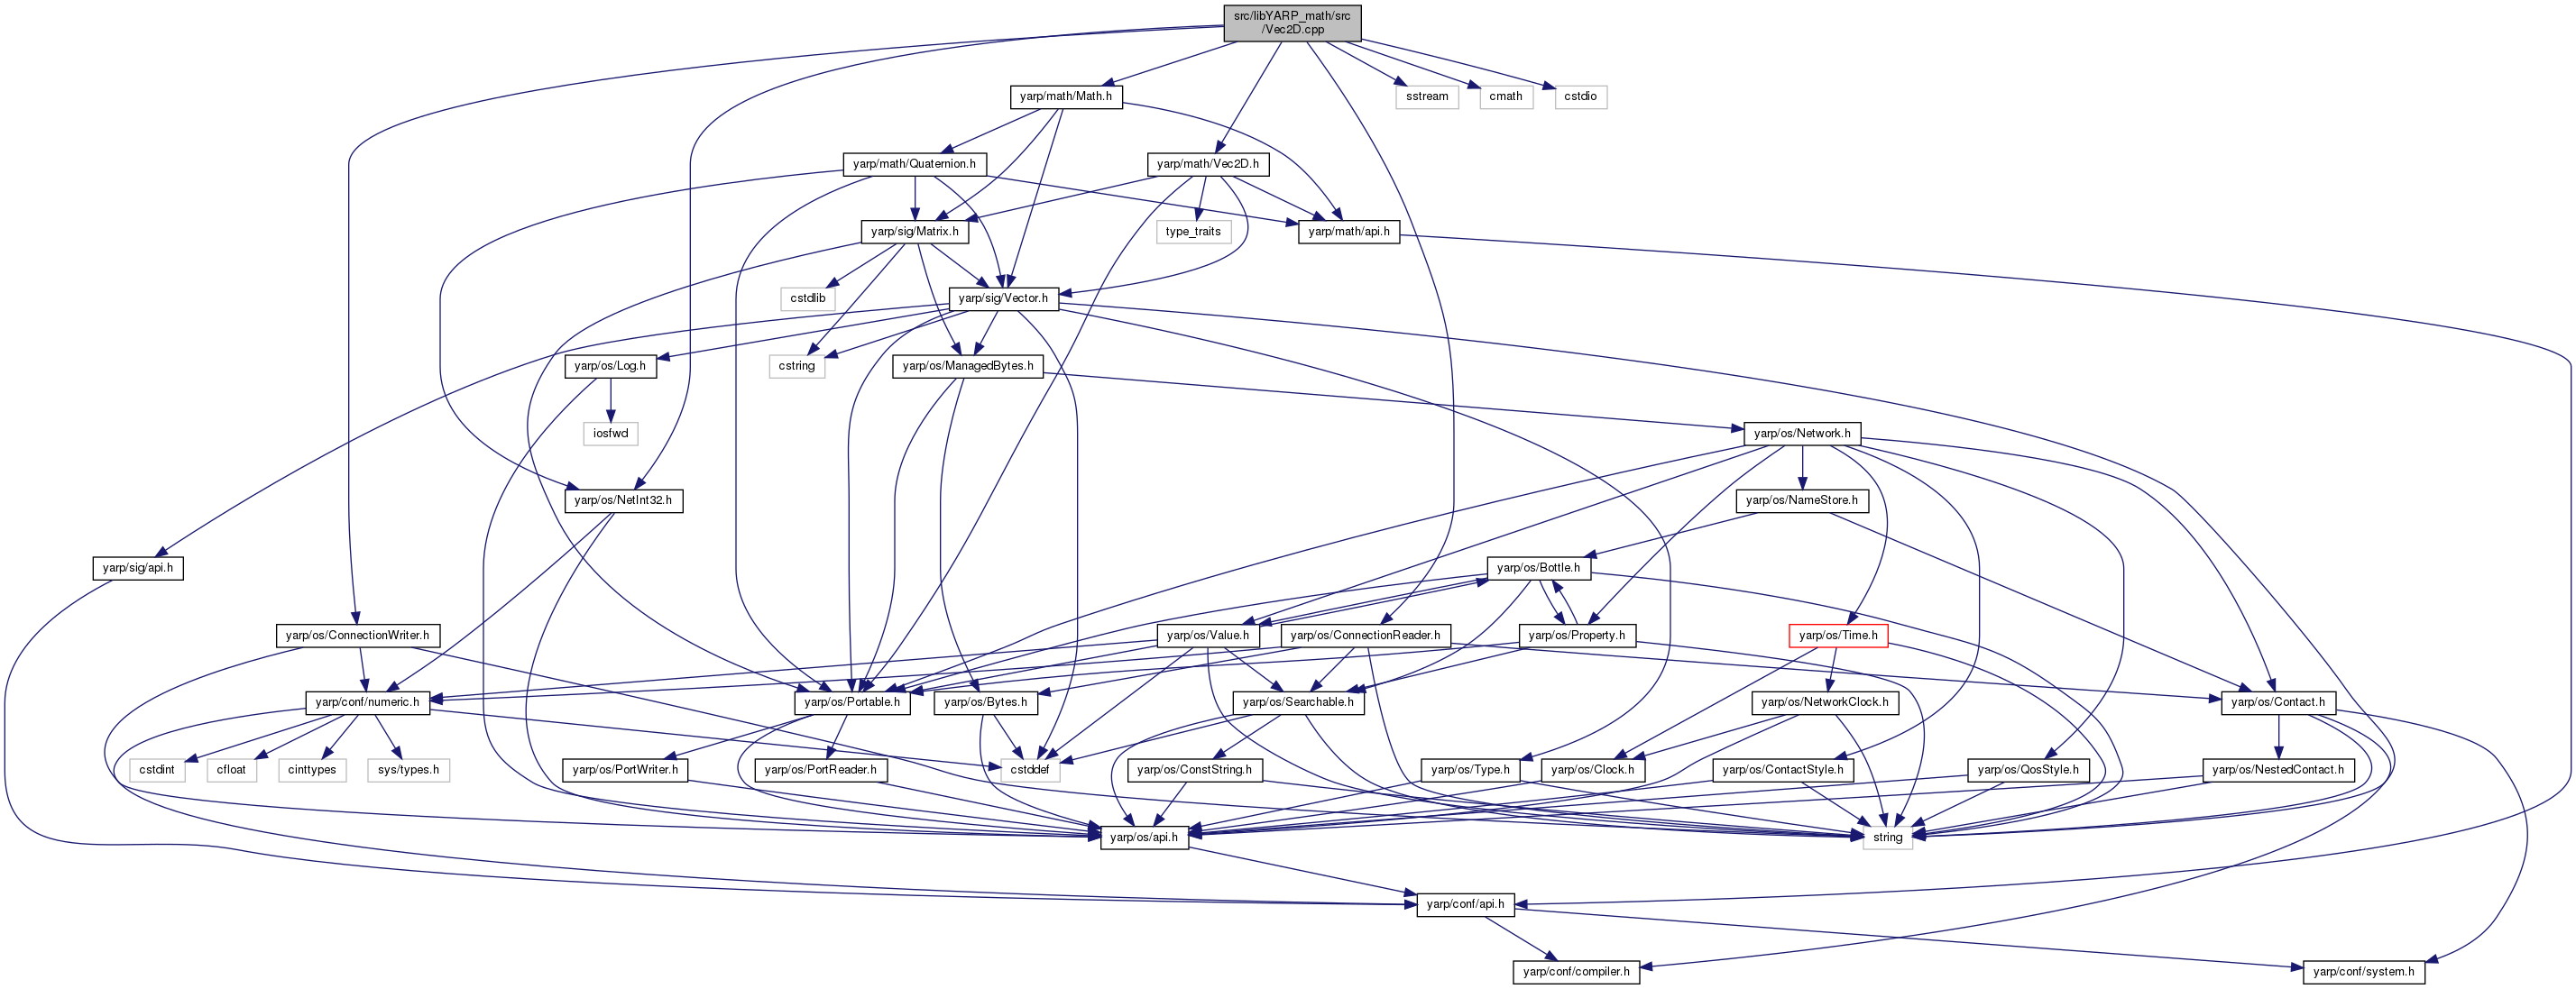 src/libYARP_math/src
/Vec2D.cpp
yarp/math/Math.h
sstream
cmath
cstdio
yarp/math/Quaternion.h
yarp/math/Vec2D.h
yarp/sig/Matrix.h
type_traits
yarp/math/api.h
cstdlib
yarp/sig/Vector.h
yarp/os/Log.h
cstring
yarp/os/ManagedBytes.h
iosfwd
yarp/os/Network.h
yarp/os/NetInt32.h
yarp/os/NameStore.h
yarp/sig/api.h
yarp/os/Bottle.h
yarp/os/ConnectionWriter.h
yarp/os/Value.h
yarp/os/ConnectionReader.h
yarp/os/Property.h
yarp/os/Time.h
yarp/conf/numeric.h
yarp/os/Portable.h
yarp/os/Bytes.h
yarp/os/Searchable.h
yarp/os/NetworkClock.h
yarp/os/Contact.h
cstdint
cfloat
cinttypes
sys/types.h
yarp/os/PortWriter.h
yarp/os/PortReader.h
cstddef
yarp/os/ConstString.h
yarp/os/Type.h
yarp/os/Clock.h
yarp/os/ContactStyle.h
yarp/os/QosStyle.h
yarp/os/NestedContact.h
yarp/os/api.h
string
yarp/conf/api.h
yarp/conf/compiler.h
yarp/conf/system.h